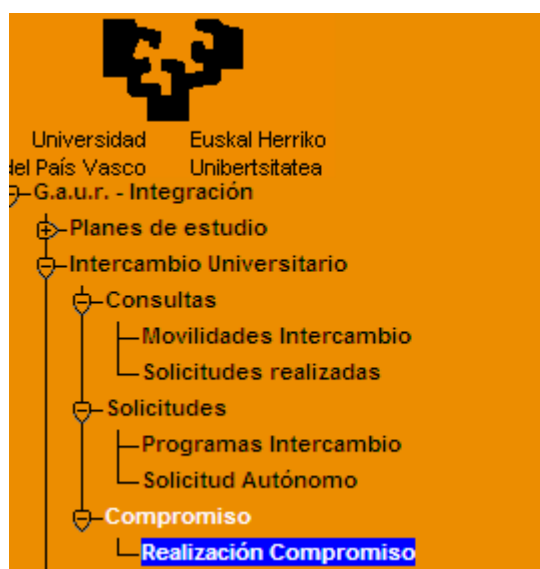 Universidad Euskal Herriko
del País Vasco Unibertsitatea
G.a.u.r. - Integración
Planes de estudio
Intercambio Universitario
Consultas
Movilidades Intercambio
Solicitudes realizadas
Solicitudes
Programas Intercambio
Solicitud Autónomo
Compromiso
Realización Compromiso